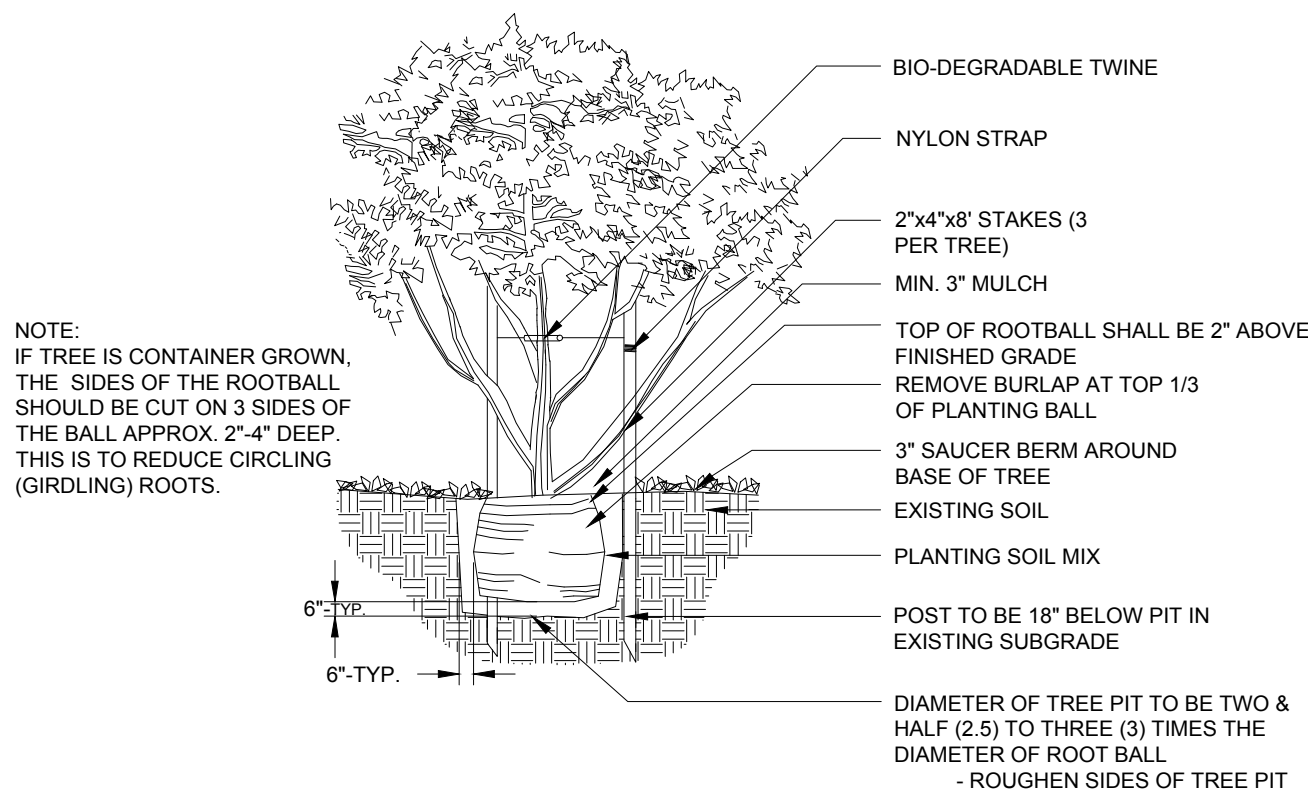 BIO-DEGRADABLE TWINE
NYLON STRAP
2"x4"x8' STAKES (3
PER TREE)
MIN. 3" MULCH
TOP OF ROOTBALL SHALL BE 2" ABOVE
FINISHED GRADE
REMOVE BURLAP AT TOP 1/3
OF PLANTING BALL
3" SAUCER BERM AROUND
BASE OF TREE
EXISTING SOIL
PLANTING SOIL MIX
POST TO BE 18" BELOW PIT IN
EXISTING SUBGRADE
DIAMETER OF TREE PIT TO BE TWO &
HALF (2.5) TO THREE (3) TIMES THE
DIAMETER OF ROOT BALL
- ROUGHEN SIDES OF TREE PIT
NOTE:
IF TREE IS CONTAINER GROWN,
THE SIDES OF THE ROOTBALL
SHOULD BE CUT ON 3 SIDES OF
THE BALL APPROX. 2"-4" DEEP.
THIS IS TO REDUCE CIRCLING
(GIRDLING) ROOTS.
6"-TYP.
6"-TYP.